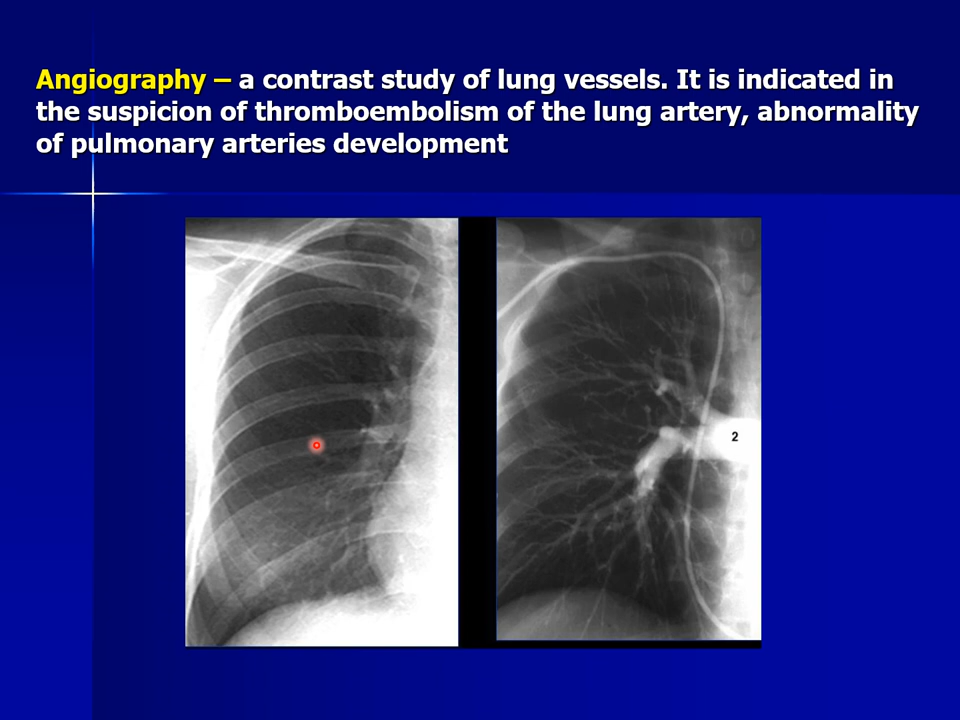 Angiography – a contrast study of lung vessels. It is indicated in
the suspicion of thromboembolism of the lung artery, abnormality
of pulmonary arteries development
2